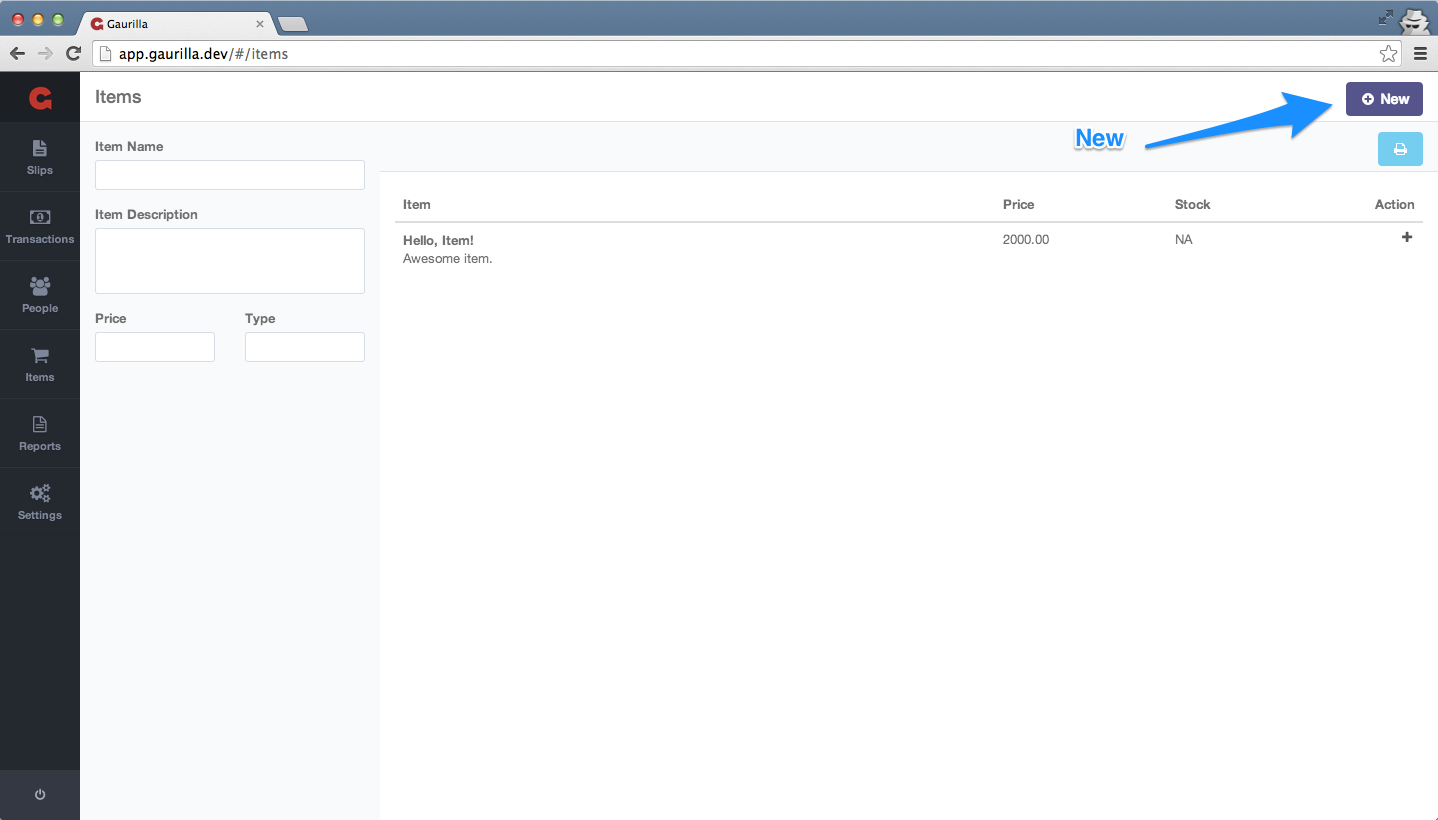 Gaurilla
app.gaurilla.dev/#/items
Items
New
New
Slips
Transactions
People
Items
Reports
Settings
Item Name
Item Description
Price Type
Item Price Stock Action
Hello, Item! 2000.00 NA
Awesome item.